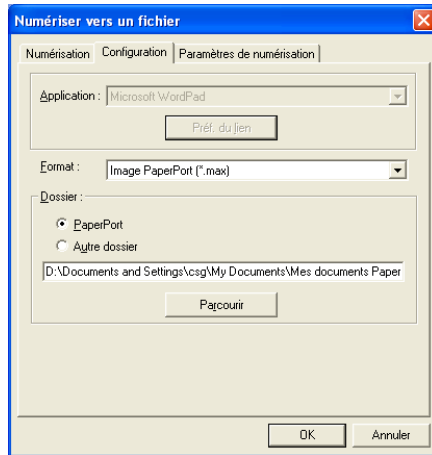 Numériser vers un fichier
Numérisation Configuration Paramètres de numérisation
Application : Microsoft WordPad
Préf. du lien
Format : Image PaperPort (*.max)
Dossier :
PaperPort
Autre dossier
D:\Documents and Settings\csg\My Documents\Mes documents Paper
Parcourir
OK Annuler